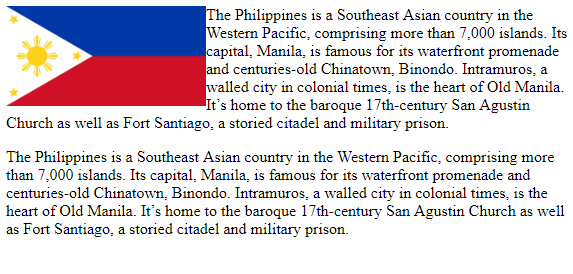 The Philippines is a Southeast Asian country in the
Western Pacific, comprising more than 7,000 islands. Its
capital, Manila, is famous for its waterfront promenade
and centuries-old Chinatown, Binondo. Intramuros, a
walled city in colonial times, is the heart of Old Manila.
It’s home to the baroque 17th-century San Agustin
Church as well as Fort Santiago, a storied citadel and military prison.
The Philippines is a Southeast Asian country in the Western Pacific, comprising more
than 7,000 islands. Its capital, Manila, is famous for its waterfront promenade and
centuries-old Chinatown, Binondo. Intramuros, a walled city in colonial times, is the
heart of Old Manila. It’s home to the baroque 17th-century San Agustin Church as well
as Fort Santiago, a storied citadel and military prison.